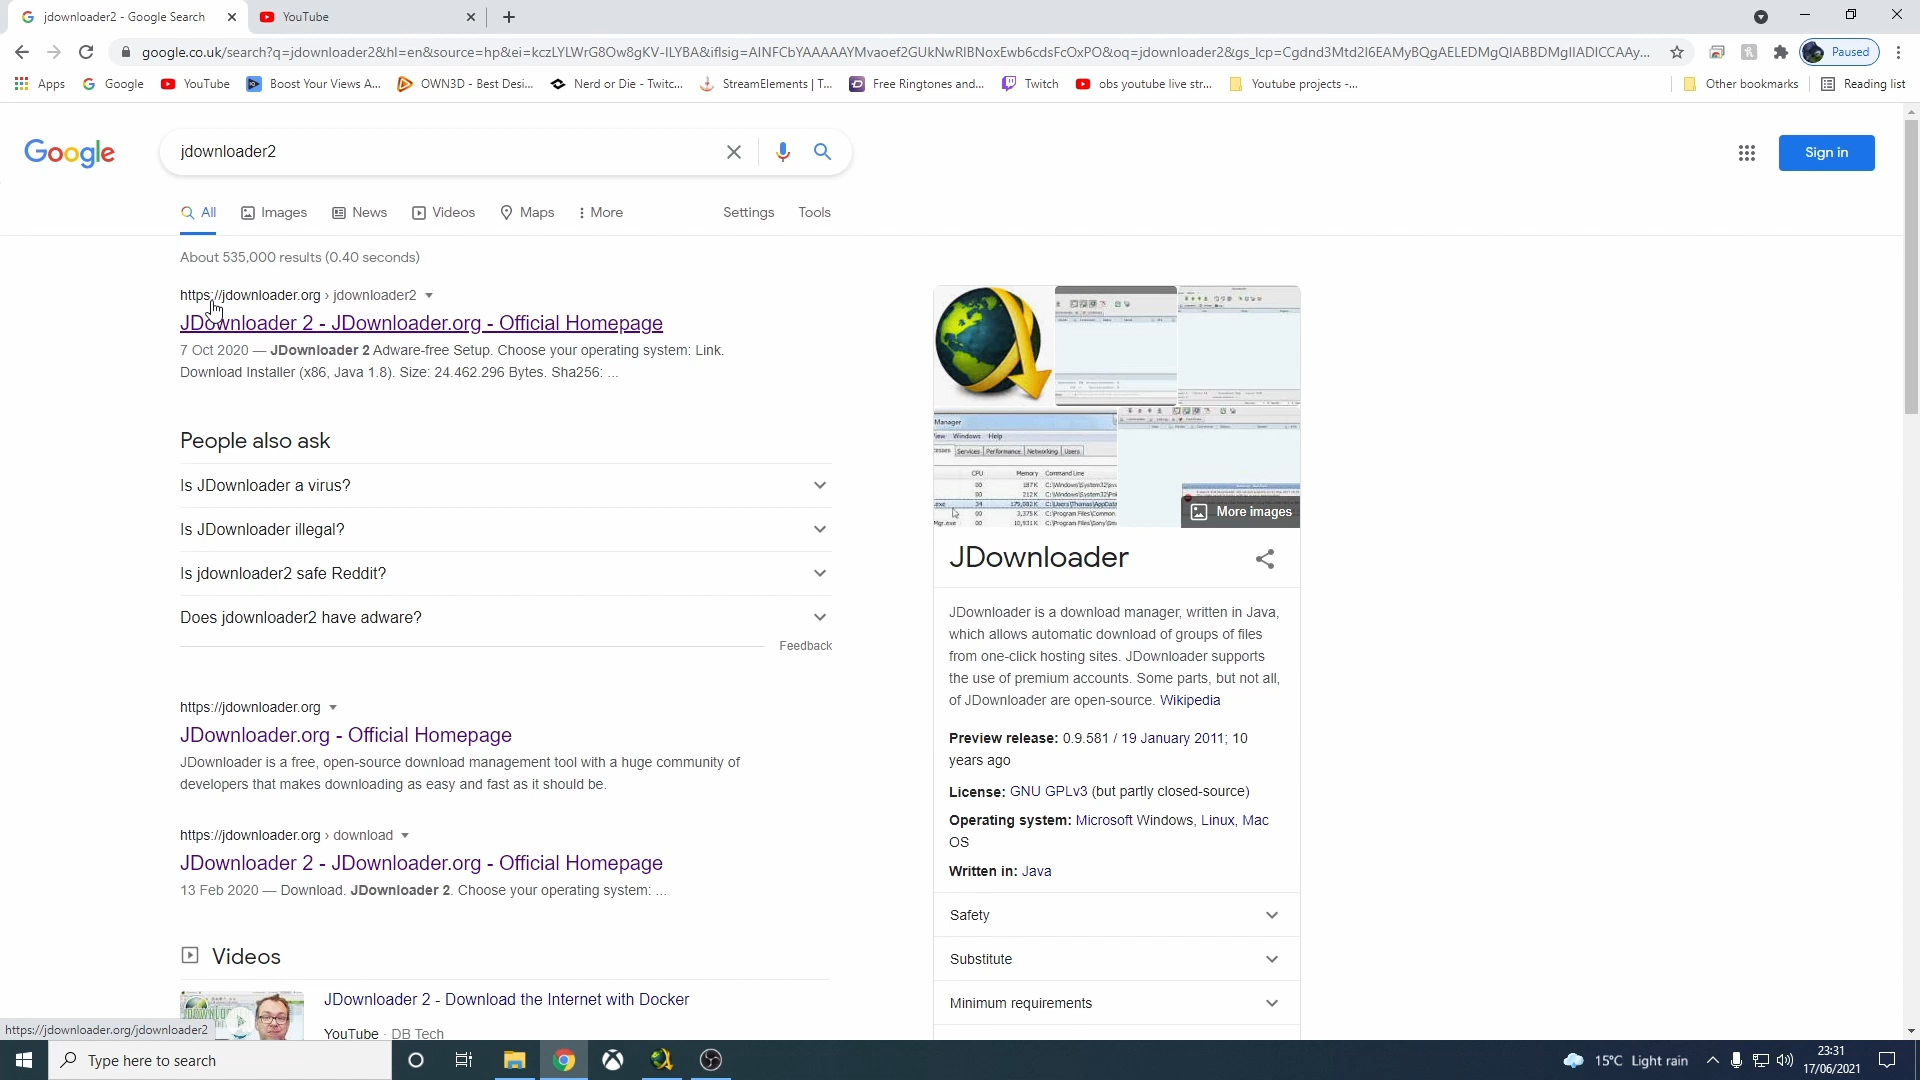 jdownloader2 - Google Search
YouTube
google.co.uk/search?q=jdownloader2&hl=en&source=hp&ei=kczLYLWrG8Ow8gKV-ILYBA&iflsig=AINFCbYAAAAAYMvaoef2GUkNwRIBNoxEwb6cdsFcOxPO&oq=jdownloader2&gs_lcp=Cgdnd3Mtd2l6EAMyBQgAELEDMgQIABBDMgIIADICCAAy...
Paused
Apps
Google
YouTube
Boost Your Views A...
OWN3D - Best Desi...
Nerd or Die - Twitc...
StreamElements | T...
Free Ringtones and...
Twitch
obs youtube live str...
Youtube projects -...
Other bookmarks
Reading list
Google
jdownloader2
Sign in
All
Images
News
Videos
Maps
More
Settings
Tools
About 535,000 results (0.40 seconds)
https://jdownloader.org › jdownloader2
JDownloader 2 - JDownloader.org - Official Homepage
7 Oct 2020 — JDownloader 2 Adware-free Setup. Choose your operating system: Link.
Download Installer (x86, Java 1.8). Size: 24.462.296 Bytes. Sha256: ...
People also ask
Is JDownloader a virus?
Is JDownloader illegal?
Is jdownloader2 safe Reddit?
Does jdownloader2 have adware?
Feedback
https://jdownloader.org
JDownloader.org - Official Homepage
JDownloader is a free, open-source download management tool with a huge community of
developers that makes downloading as easy and fast as it should be.
https://jdownloader.org › download
JDownloader 2 - JDownloader.org - Official Homepage
13 Feb 2020 — Download. JDownloader 2. Choose your operating system: ...
Videos
JDownloader 2 - Download the Internet with Docker
YouTube · DB Tech
Manager
Windows Help
Services Performance Networking Users
CPU Memory Command Line
More images
JDownloader
JDownloader is a download manager, written in Java,
which allows automatic download of groups of files
from one-click hosting sites. JDownloader supports
the use of premium accounts. Some parts, but not all,
of JDownloader are open-source. Wikipedia
Preview release: 0.9.581 / 19 January 2011; 10
years ago
License: GNU GPLv3 (but partly closed-source)
Operating system: Microsoft Windows, Linux, Mac
OS
Written in: Java
Safety
Substitute
Minimum requirements
https://jdownloader.org/jdownloader2
Type here to search
15°C Light rain
23:31
17/06/2021